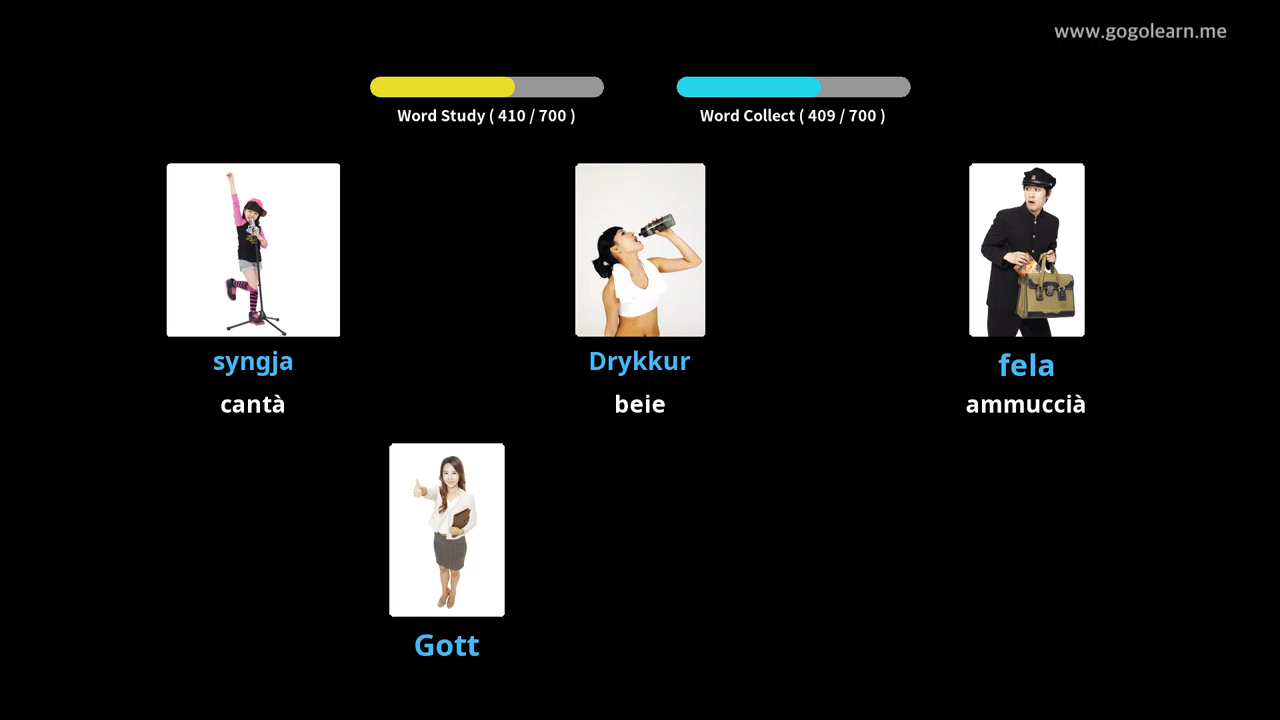 www.gogolearn.me
Word Study ( 410 / 700 )
Word Collect ( 409 / 700 )
syngja
Drykkur
fela
cantà
beie
ammuccià
Gott